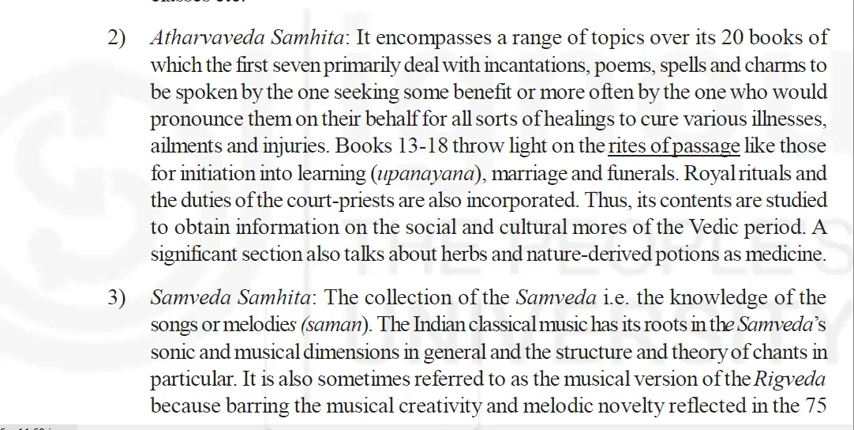 2) Atharvaveda Samhita: It encompasses a range of topics over its 20 books of
which the first seven primarily deal with incantations, poems, spells and charms to
be spoken by the one seeking some benefit or more often by the one who would
pronounce them on their behalf for all sorts of healings to cure various illnesses,
ailments and injuries. Books 13-18 throw light on the rites of passage like those
for initiation into learning (upanayana), marriage and funerals. Royal rituals and
the duties of the court-priests are also incorporated. Thus, its contents are studied
to obtain information on the social and cultural mores of the Vedic period. A
significant section also talks about herbs and nature-derived potions as medicine.
3) Samveda Samhita: The collection of the Samveda i.e. the knowledge of the
songs or melodies (saman). The Indian classical music has its roots in the Samveda's
sonic and musical dimensions in general and the structure and theory of chants in
particular. It is also sometimes referred to as the musical version of the Rigveda
because barring the musical creativity and melodic novelty reflected in the 75
THE PEOPLE'S
UNIVERSITY